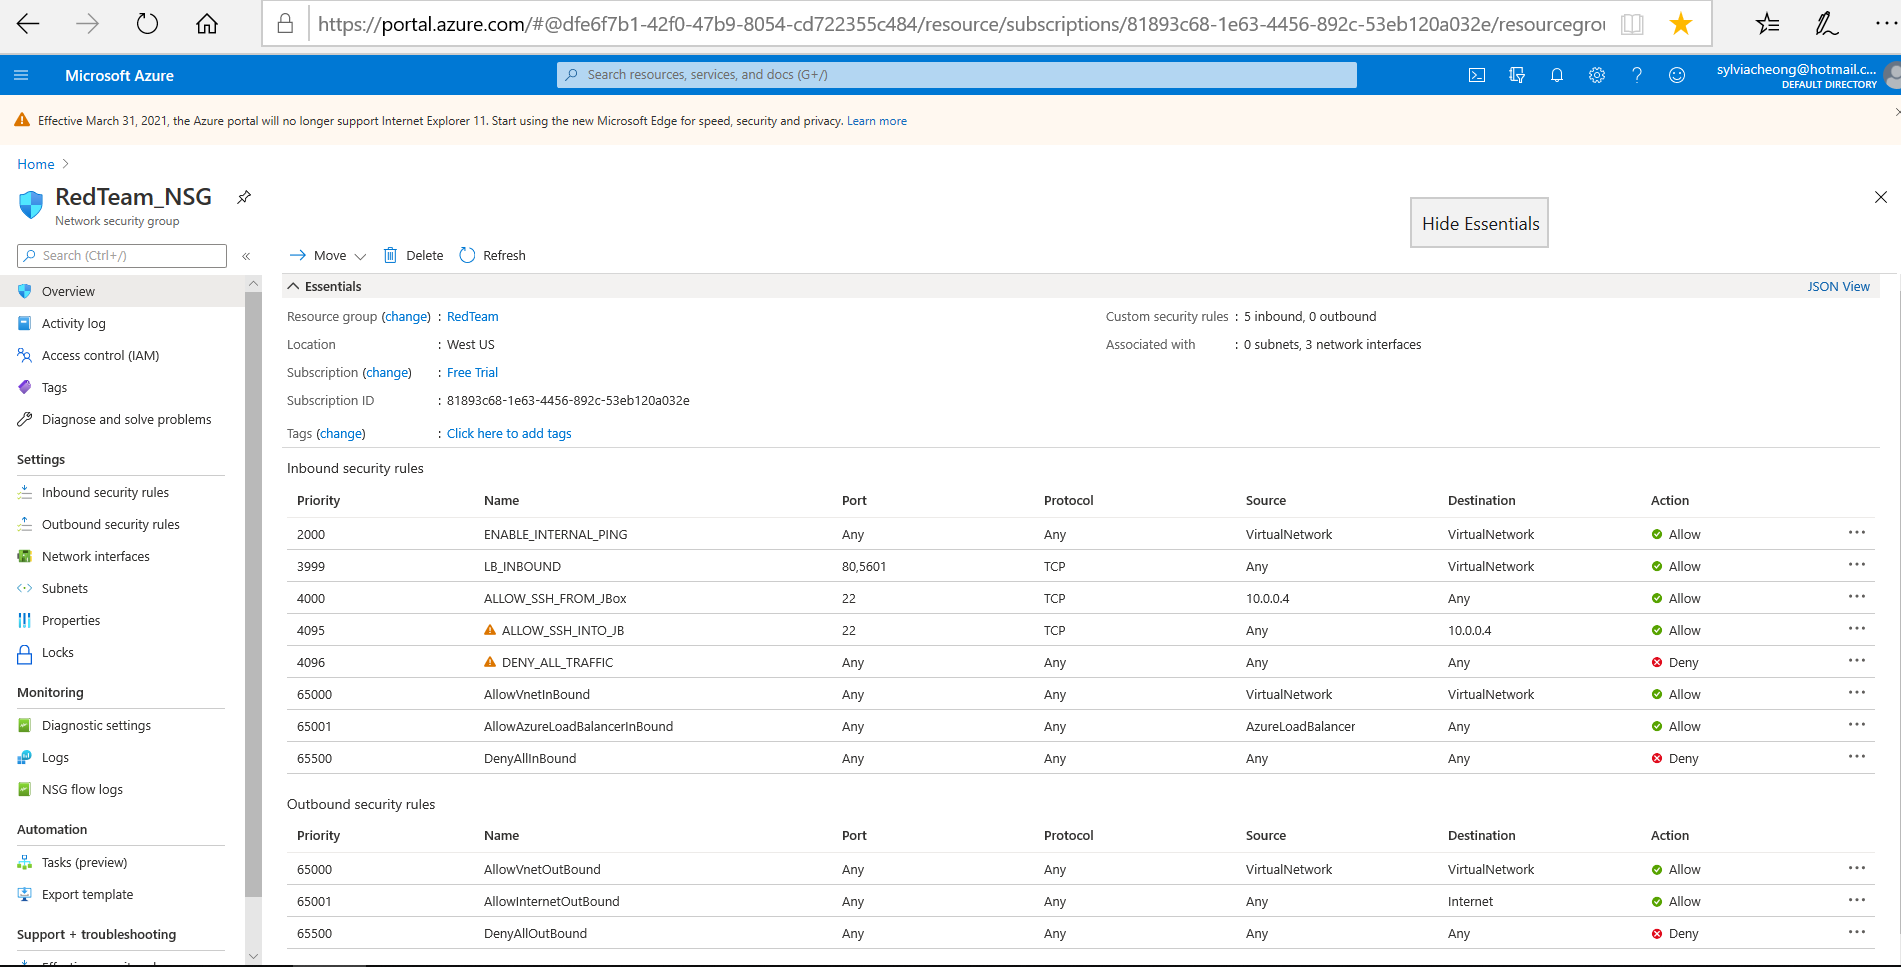 https://portal.azure.com/#@dfe6f7b1-42f0-47b9-8054-cd722355c484/resource/subscriptions/81893c68-1e63-4456-892c-53eb120a032e/resourcegrou
Microsoft Azure
Search resources, services, and docs (G+/)
sylviacheong@hotmail.c...
DEFAULT DIRECTORY
Effective March 31, 2021, the Azure portal will no longer support Internet Explorer 11. Start using the new Microsoft Edge for speed, security and privacy. Learn more
Home >
RedTeam_NSG
Network security group
Hide Essentials
Search (Ctrl+/)
«
Move
Delete
Refresh
Overview
Activity log
Access control (IAM)
Tags
Diagnose and solve problems
Settings
Inbound security rules
Outbound security rules
Network interfaces
Subnets
Properties
Locks
Monitoring
Diagnostic settings
Logs
NSG flow logs
Automation
Tasks (preview)
Export template
Support + troubleshooting
Essentials
JSON View
Resource group (change) : RedTeam
Location : West US
Subscription (change) : Free Trial
Subscription ID : 81893c68-1e63-4456-892c-53eb120a032e
Tags (change) : Click here to add tags
Custom security rules : 5 inbound, 0 outbound
Associated with : 0 subnets, 3 network interfaces
Inbound security rules
Priority Name Port Protocol Source Destination Action
2000 ENABLE_INTERNAL_PING Any Any VirtualNetwork VirtualNetwork Allow ...
3999 LB_INBOUND 80,5601 TCP Any VirtualNetwork Allow ...
4000 ALLOW_SSH_FROM_JBox 22 TCP 10.0.0.4 Any Allow ...
4095 ALLOW_SSH_INTO_JB 22 TCP Any 10.0.0.4 Allow ...
4096 DENY_ALL_TRAFFIC Any Any Any Any Deny ...
65000 AllowVnetInBound Any Any VirtualNetwork VirtualNetwork Allow ...
65001 AllowAzureLoadBalancerInBound Any Any AzureLoadBalancer Any Allow ...
65500 DenyAllInBound Any Any Any Any Deny ...
Outbound security rules
Priority Name Port Protocol Source Destination Action
65000 AllowVnetOutBound Any Any VirtualNetwork VirtualNetwork Allow ...
65001 AllowInternetOutBound Any Any Any Internet Allow ...
65500 DenyAllOutBound Any Any Any Any Deny ...